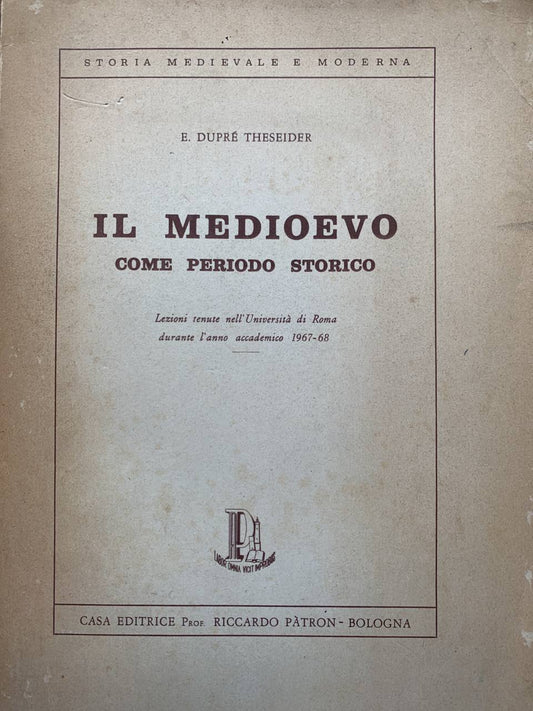 STORIA MEDIEVALE E MODERNA
E. DUPRÉ THESEIDER
IL MEDIOEVO
COME PERIODO STORICO
Lezioni tenute nell'Università di Roma
durante l'anno accademico 1967-68
LABOR OMNIA VICIT IMPROBUS
CASA EDITRICE PROF. RICCARDO PÀTRON - BOLOGNA